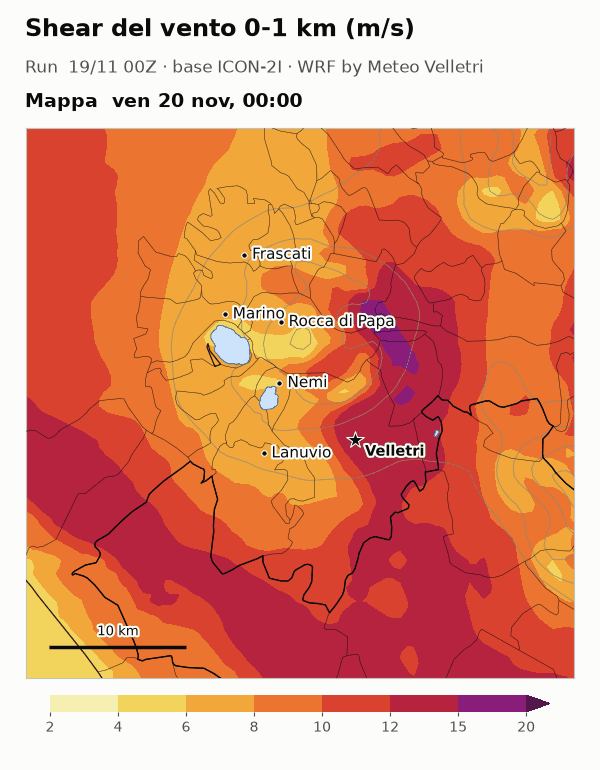 Shear del vento 0-1 km (m/s)
Run  19/11 00Z · base ICON-2I · WRF by Meteo Velletri
Mappa  ven 20 nov, 00:00
Frascati
Marino
Rocca di Papa
Nemi
Velletri
Lanuvio
10 km
2 4 6 8 10 12 15 20